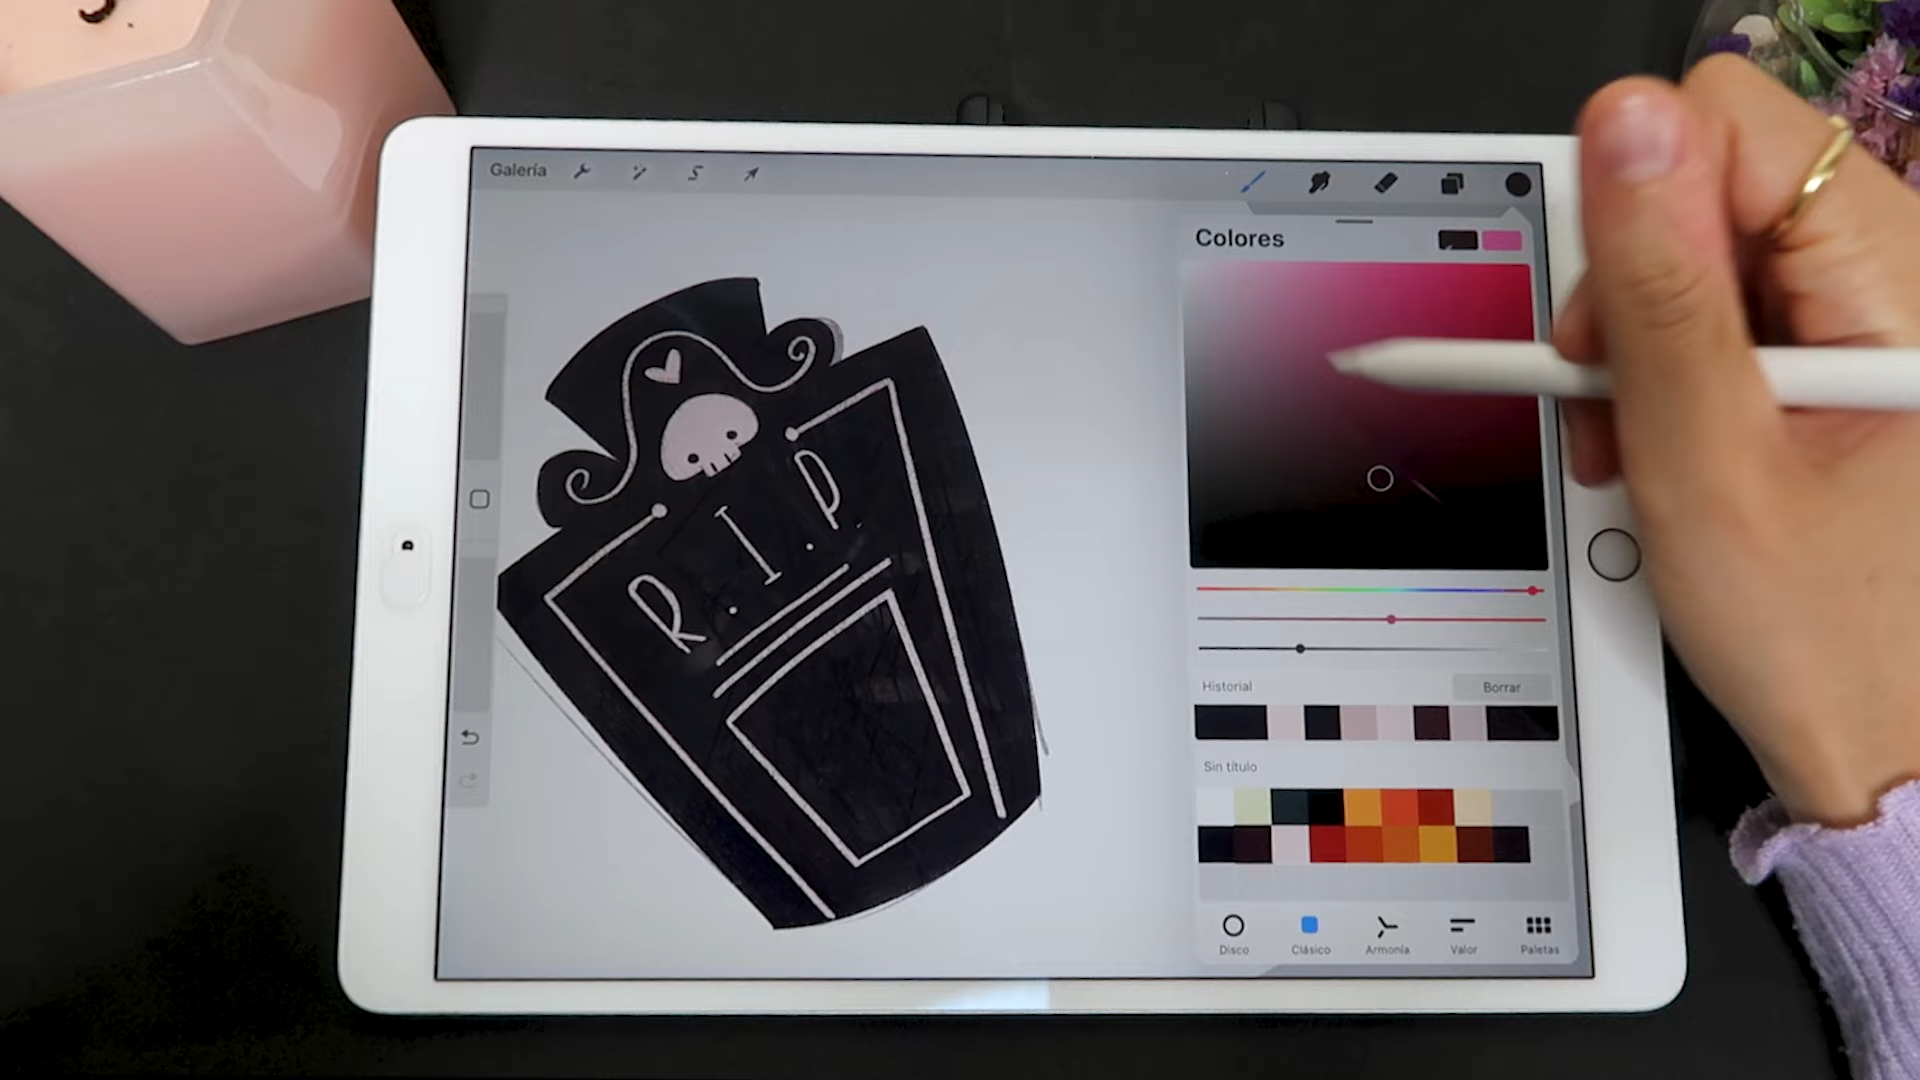 Galería
Colores
R.I.P
Historial
Borrar
Sin título
Disco
Clásico
Armonía
Valor
Paletas